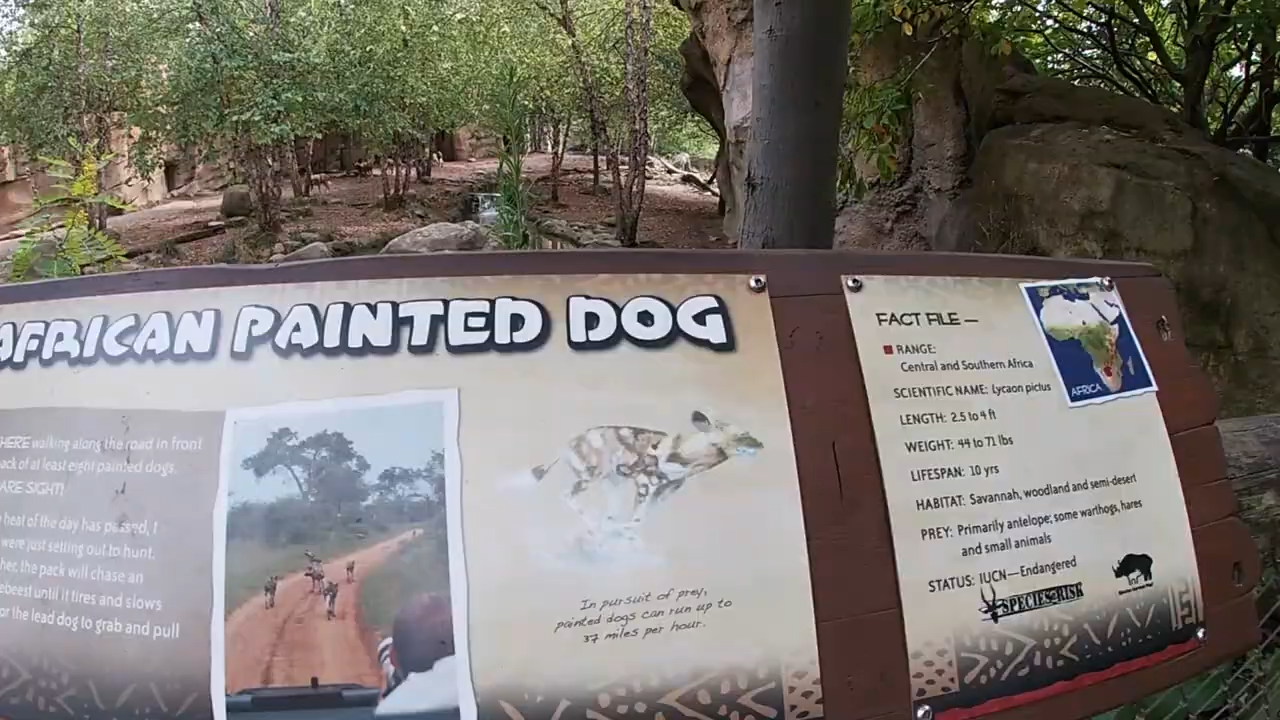 AFRICAN PAINTED DOG
HERE walking along the road in front
ack of at least eight painted dogs.
ARE SIGHT!
heat of the day has passed, I
were just setting out to hunt.
her, the pack will chase an
ebeest until it tires and slows
or the lead dog to grab and pull
In pursuit of prey,
painted dogs can run up to
37 miles per hour.
FACT FILE —
RANGE:
Central and Southern Africa
SCIENTIFIC NAME: Lycaon pictus
LENGTH: 2.5 to 4 ft
WEIGHT: 44 to 71 lbs
LIFESPAN: 10 yrs
HABITAT: Savannah, woodland and semi-desert
PREY: Primarily antelope; some warthogs, hares
and small animals
STATUS: IUCN—Endangered
SPECIES@RISK
AFRICA